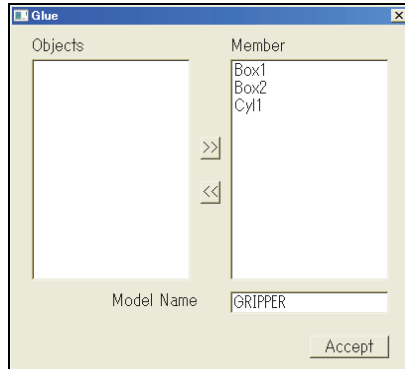 Glue
Objects
Member
Box1
Box2
Cyl1
>>
<<
Model Name
GRIPPER
Accept